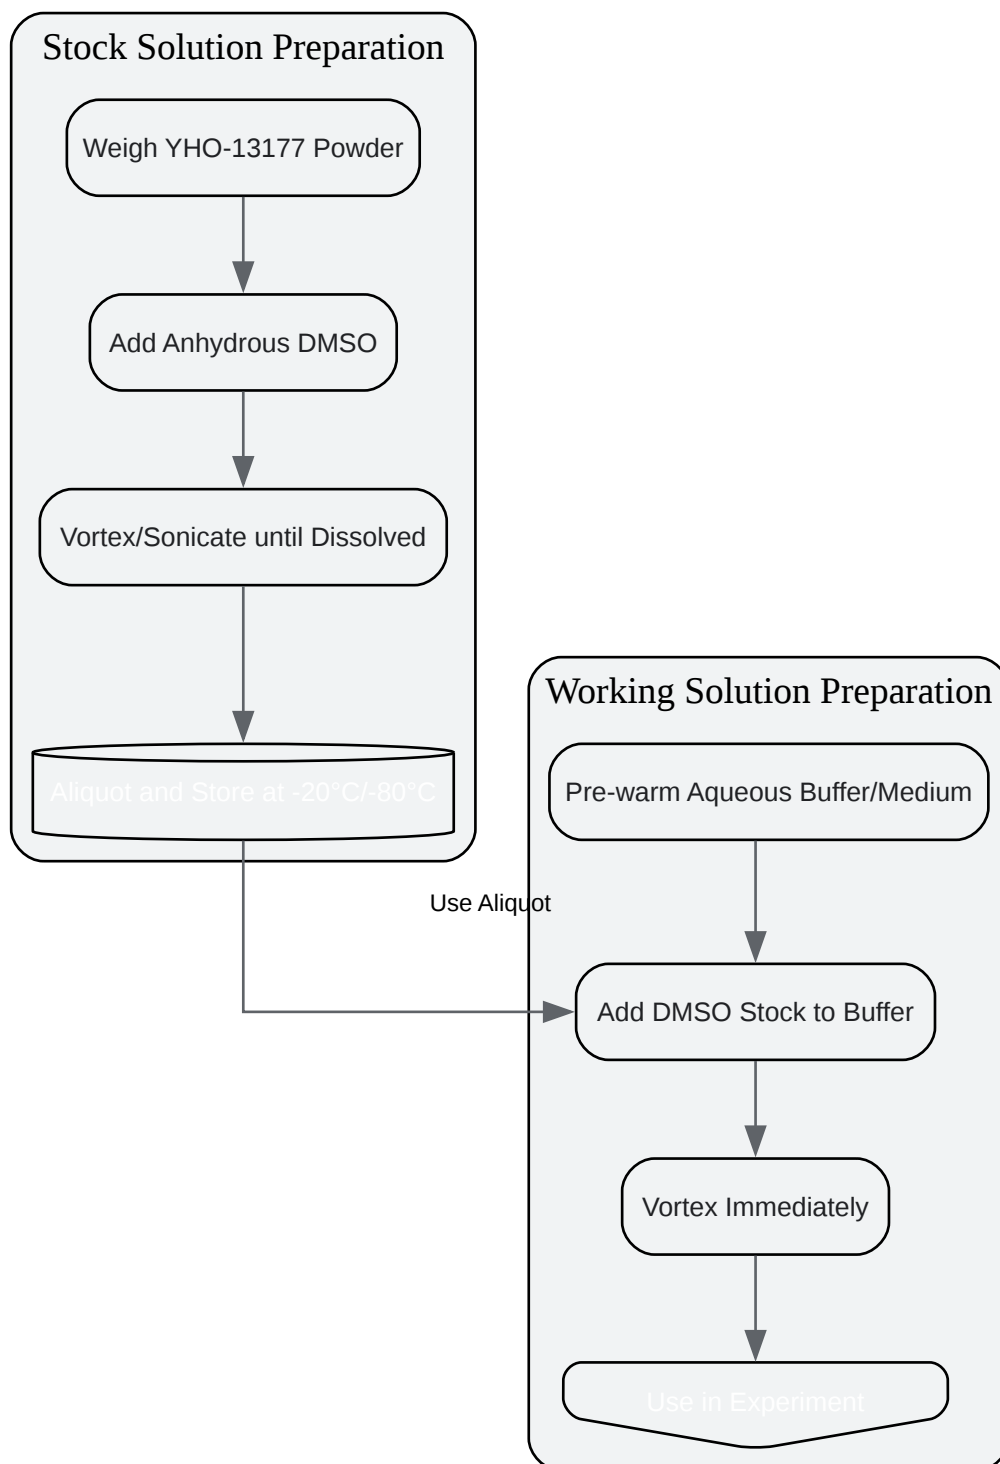 Stock Solution Preparation
Weigh YHO-13177 Powder
Add Anhydrous DMSO
Vortex/Sonicate until Dissolved
Aliquot and Store at -20°C/-80°C
Use Aliquot
Working Solution Preparation
Pre-warm Aqueous Buffer/Medium
Add DMSO Stock to Buffer
Vortex Immediately
Use in Experiment